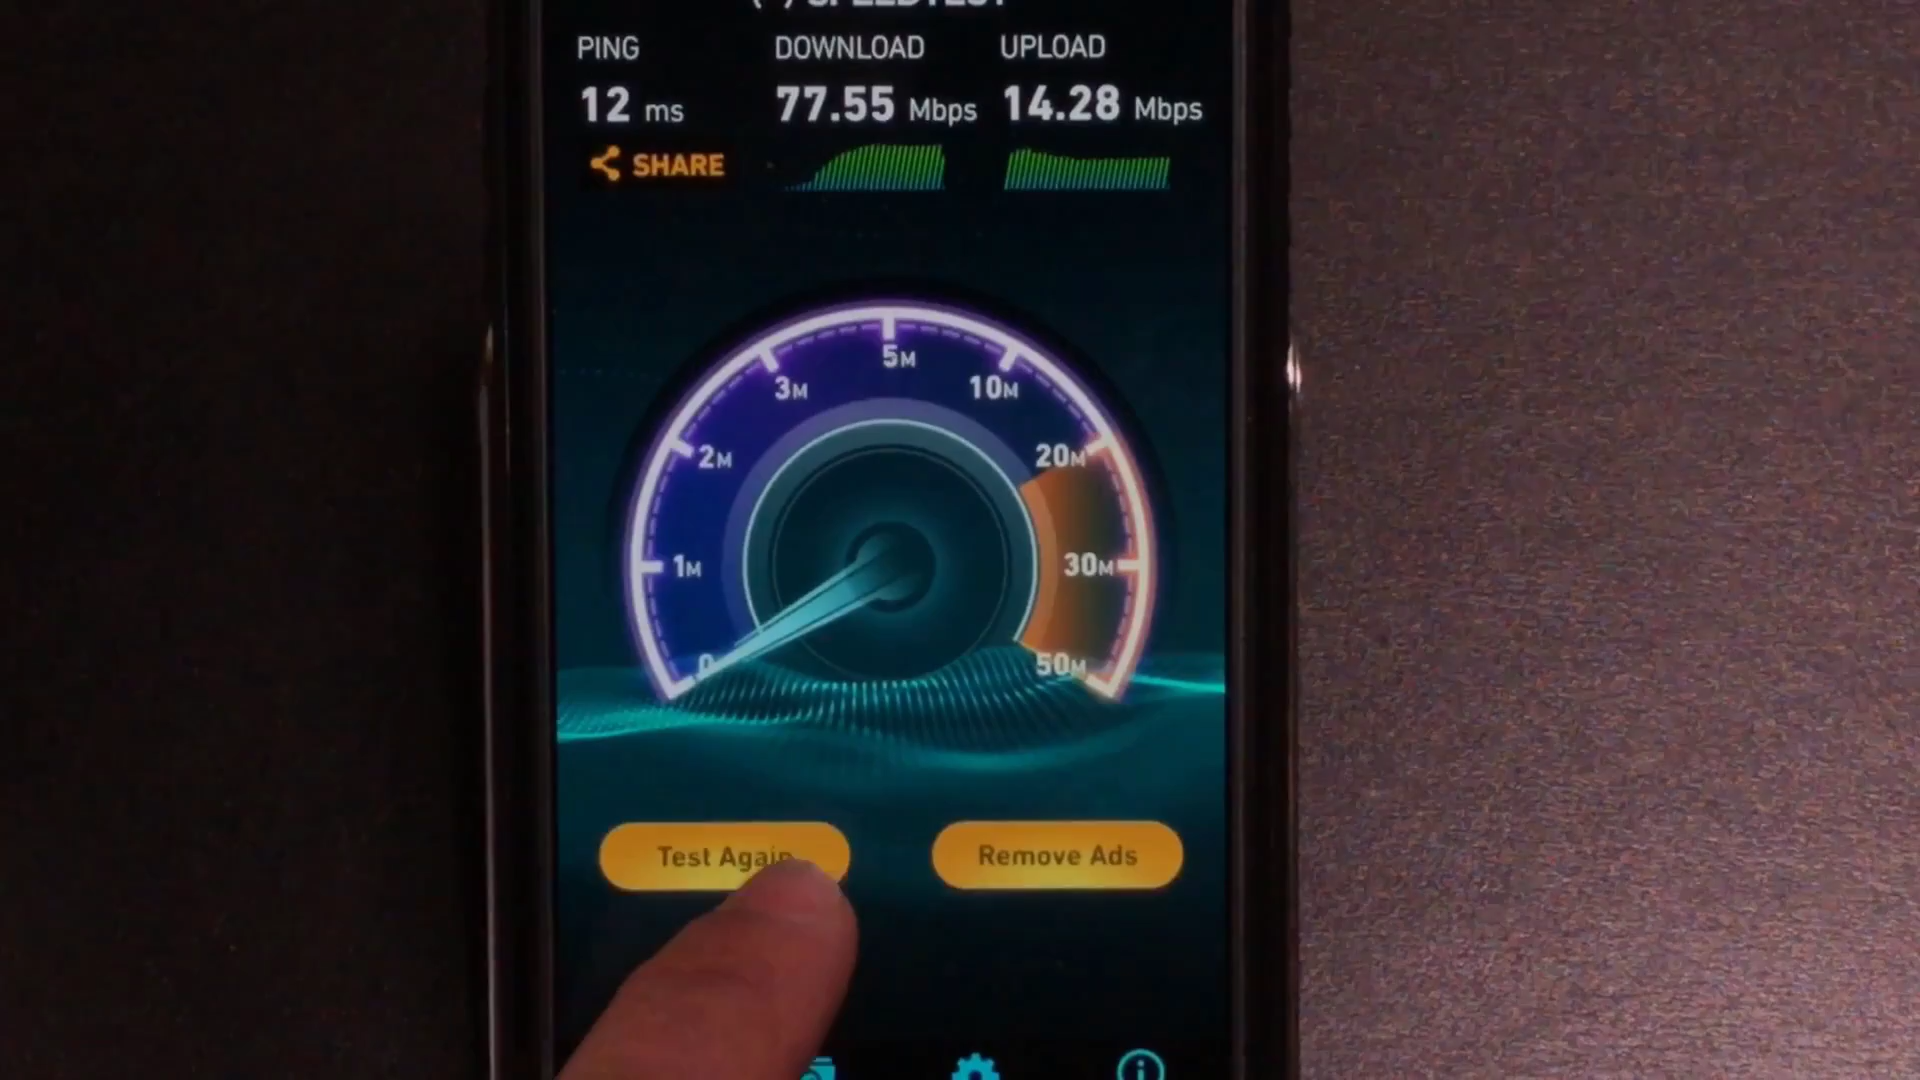 SPEEDTEST
PING DOWNLOAD UPLOAD
12 ms 77.55 Mbps 14.28 Mbps
SHARE
5M
3M 10M
2M 20M
1M 30M
0 50M
Test Again Remove Ads